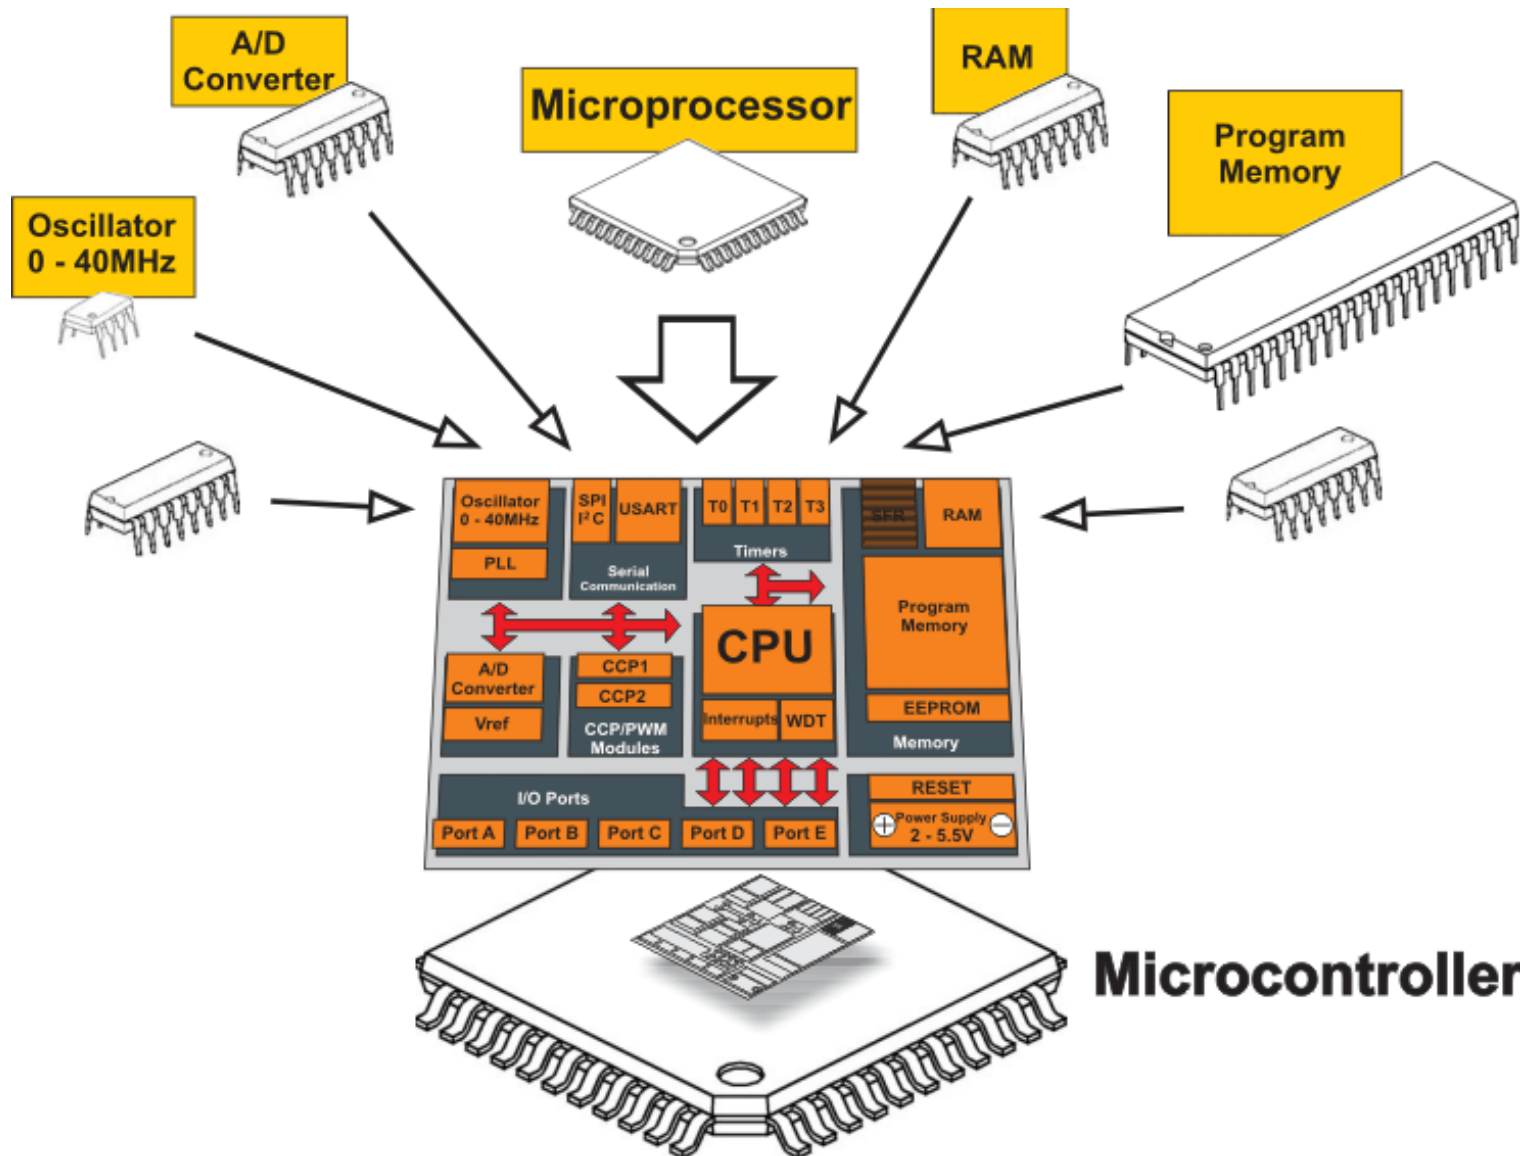 A/D
Converter
Microprocessor
RAM
Program
Memory
Oscillator
0 - 40MHz
Oscillator
0 - 40MHz
PLL
SPI
I²C
USART
Serial
Communication
T0 T1 T2 T3
Timers
SFR
RAM
Program
Memory
EEPROM
Memory
A/D
Converter
Vref
CCP1
CCP2
CCP/PWM
Modules
CPU
Interrupts WDT
I/O Ports
Port A Port B Port C Port D Port E
RESET
+ Power Supply −
2 - 5.5V
Microcontroller